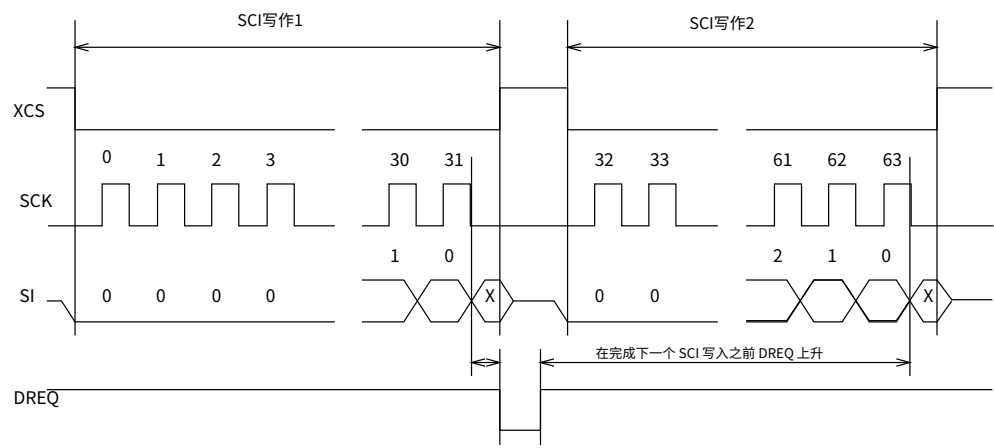 SCI写作1 SCI写作2
XCS
0 1 2 3 30 31 32 33 61 62 63
SCK
1 0 2 1 0
SI 0 0 0 0 X 0 0 X
在完成下一个 SCI 写入之前 DREQ 上升
DREQ